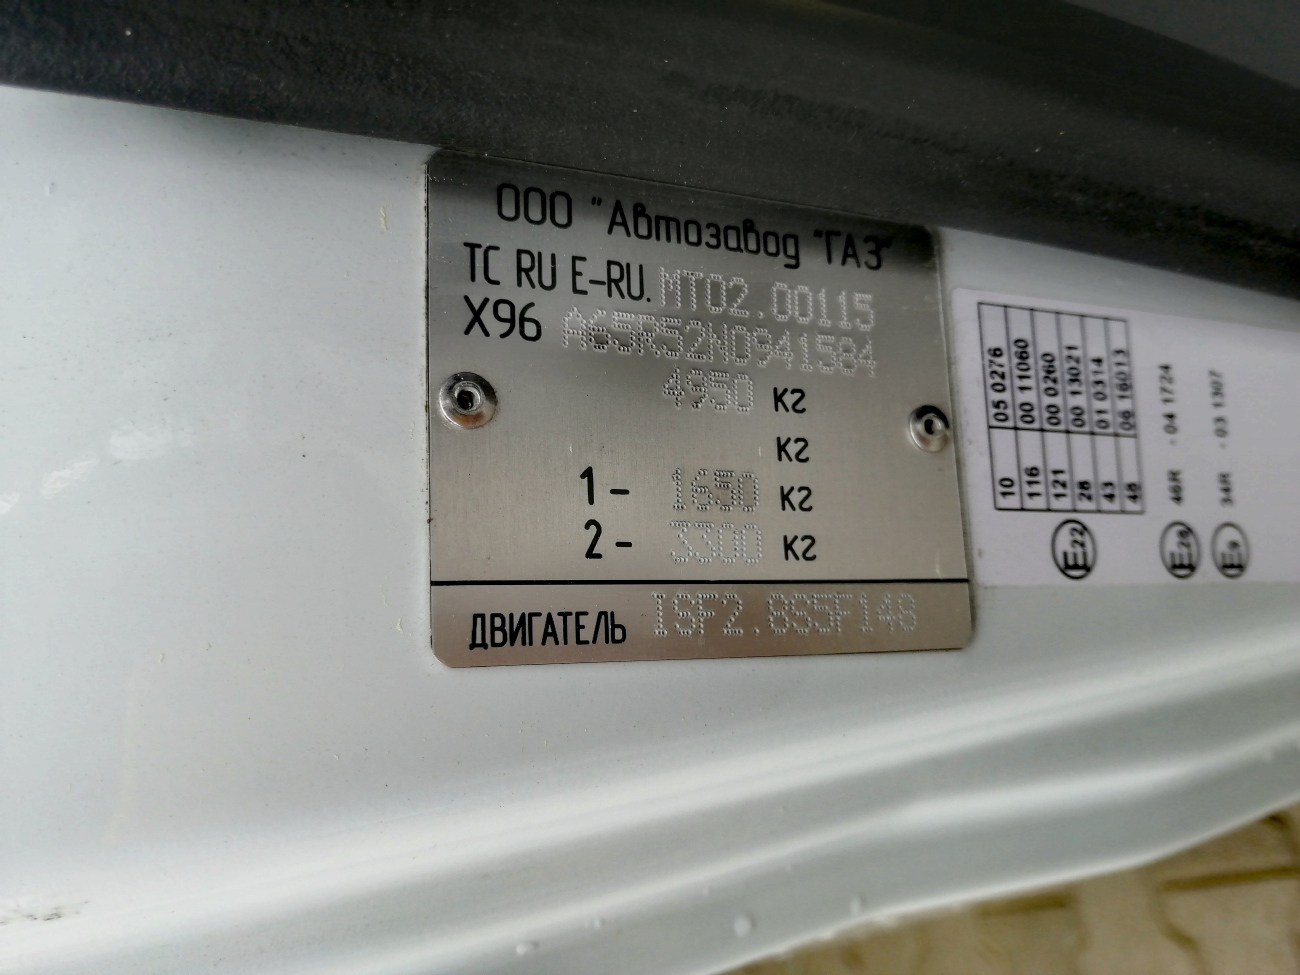 ООО "Автозавод "ГАЗ"
ТС RU E-RU.MT02.00115
X96 A65R52N0941584
4950 кг
кг
1 - 1650 кг
2 - 3300 кг
ДВИГАТЕЛЬ ISF2.8S5F148
10 05 0276
116 00 11060
121 00 0260
28 00 13021
43 01 0314
48 06 16013
E22
46R - 04 1724
E28
34R - 03 1307
E9